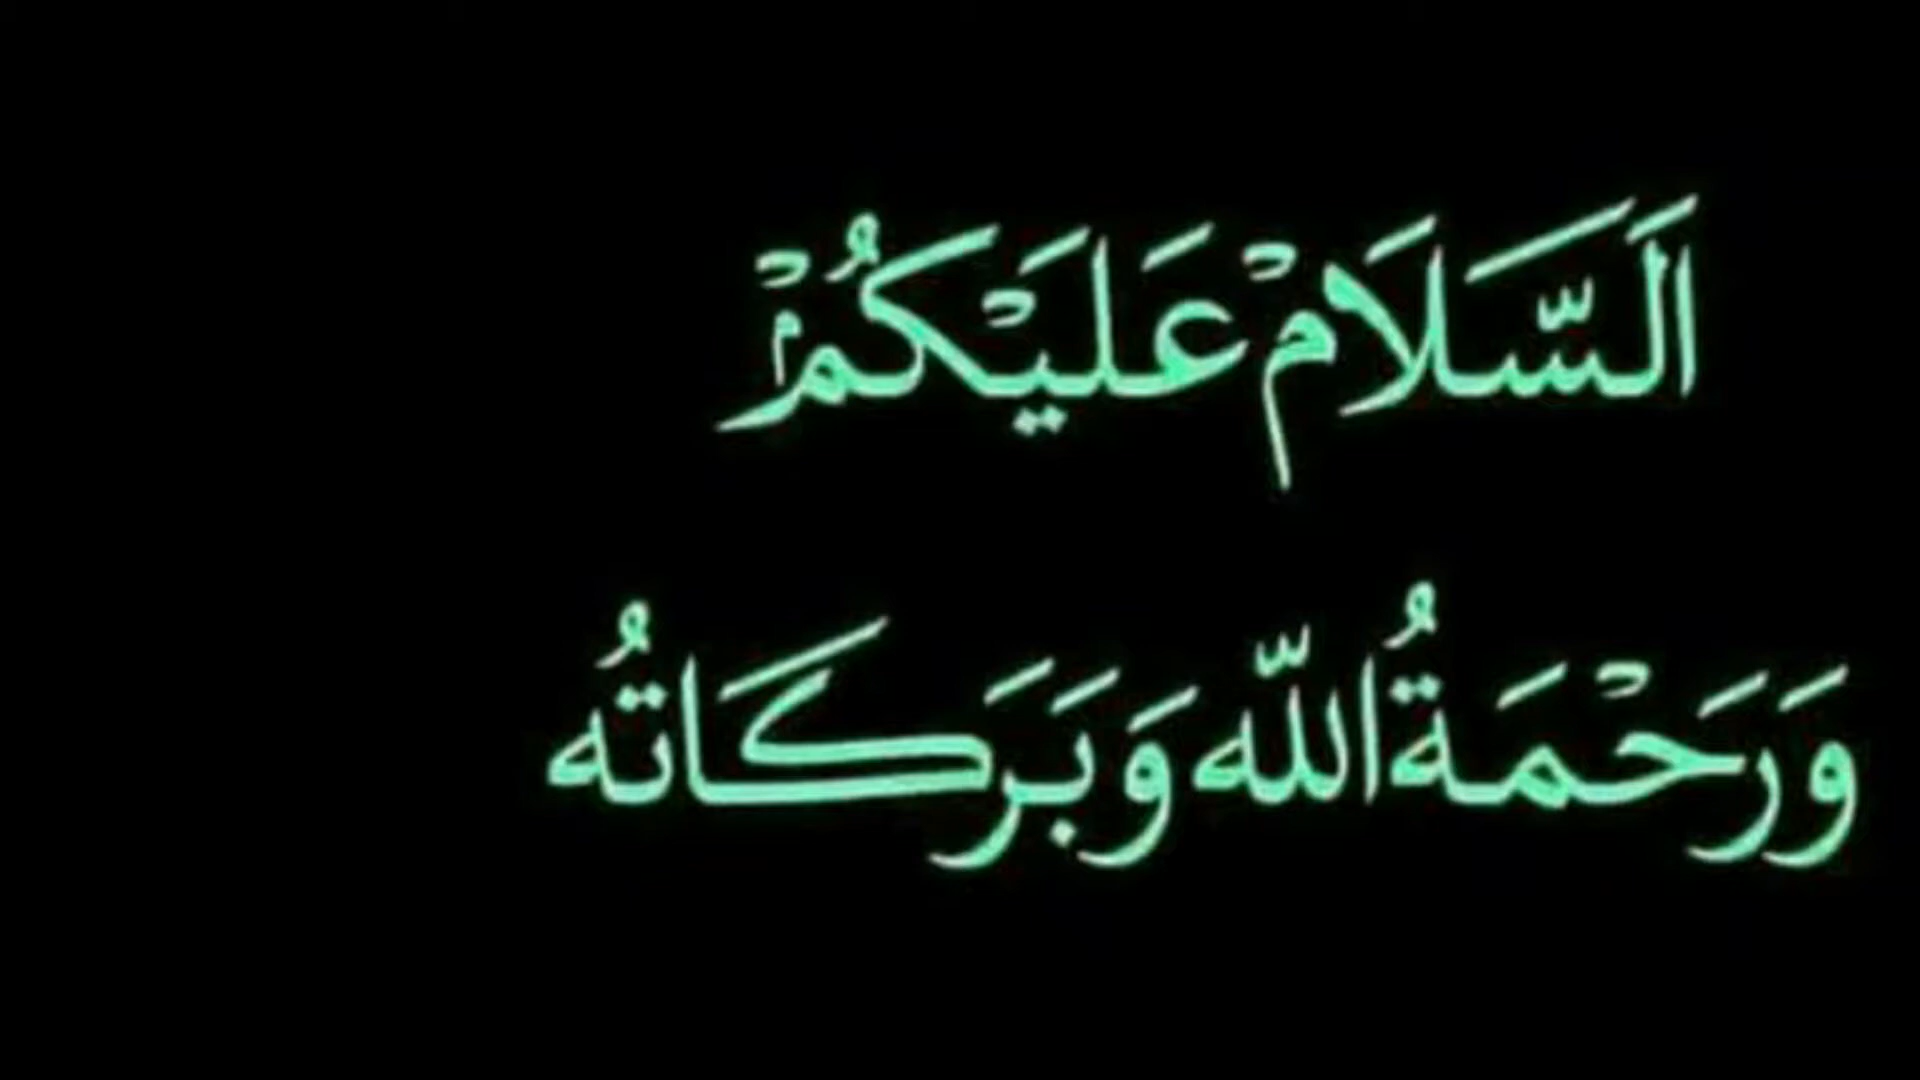 اَلسَّلَامْ عَلَيْكُمْ
وَرَحْمَةُ اللّه وَبَرَكَاتُه